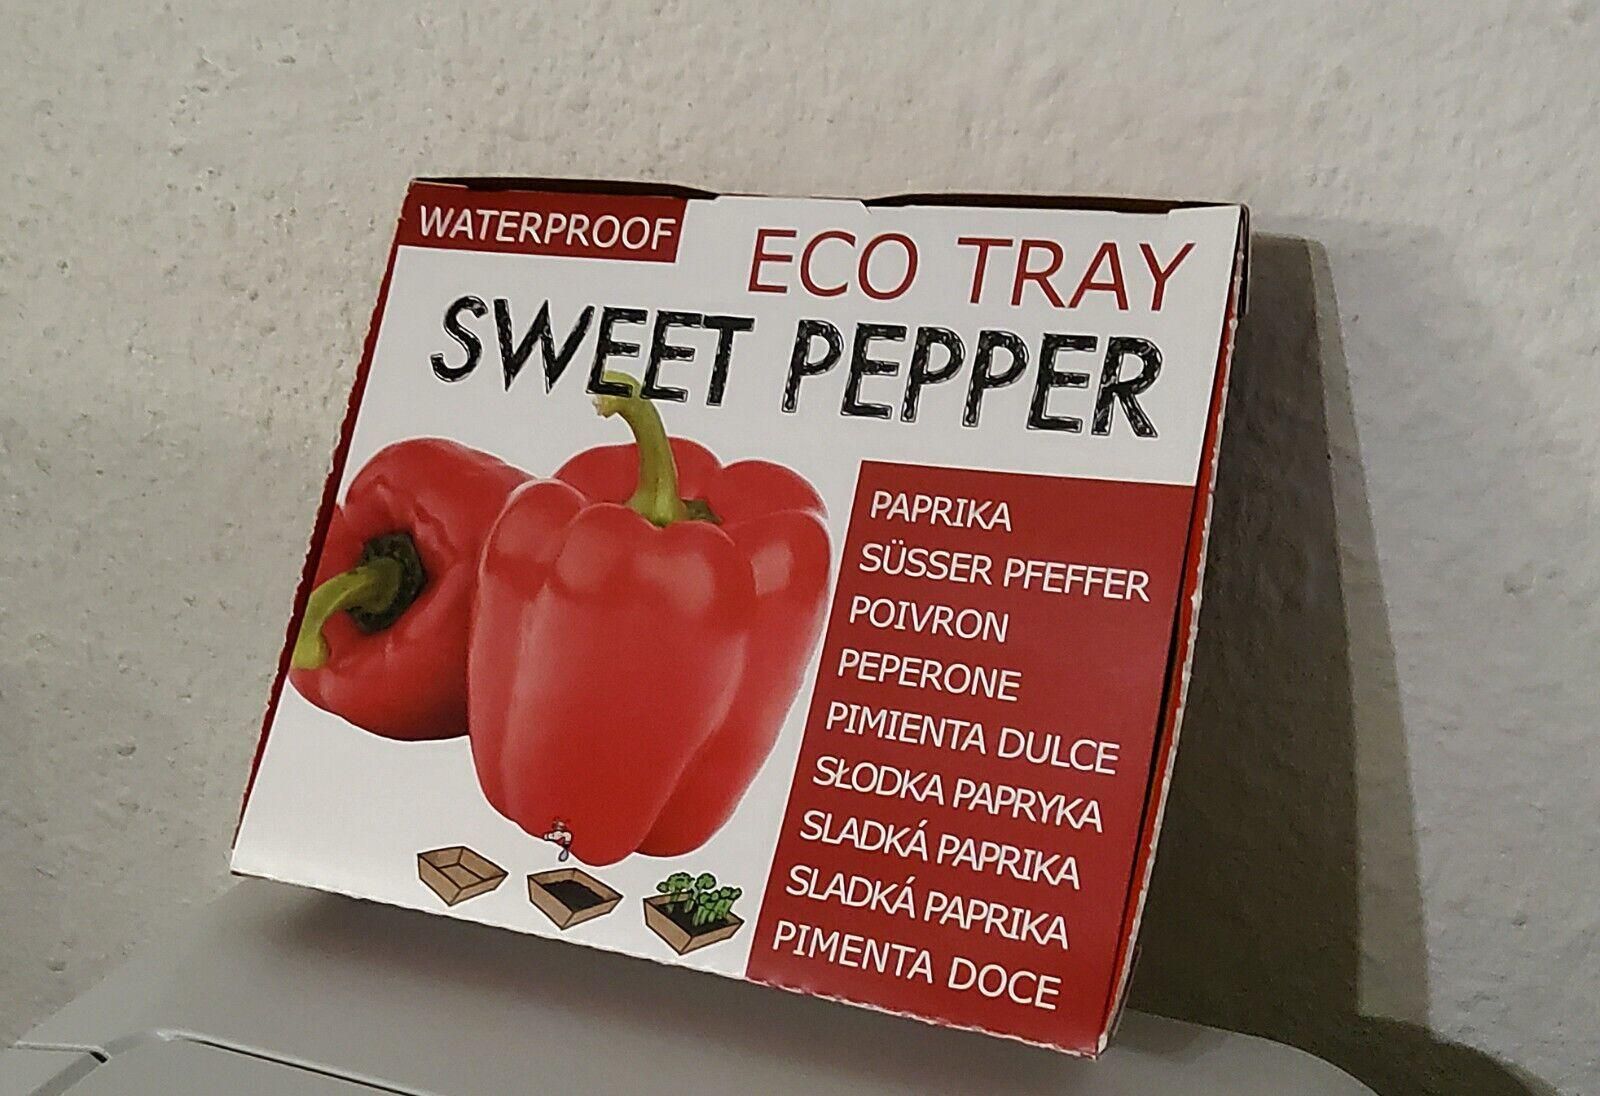 WATERPROOF
ECO TRAY
SWEET PEPPER
PAPRIKA
SÜSSER PFEFFER
POIVRON
PEPERONE
PIMIENTA DULCE
SŁODKA PAPRYKA
SLADKÁ PAPRIKA
SLADKÁ PAPRIKA
PIMENTA DOCE